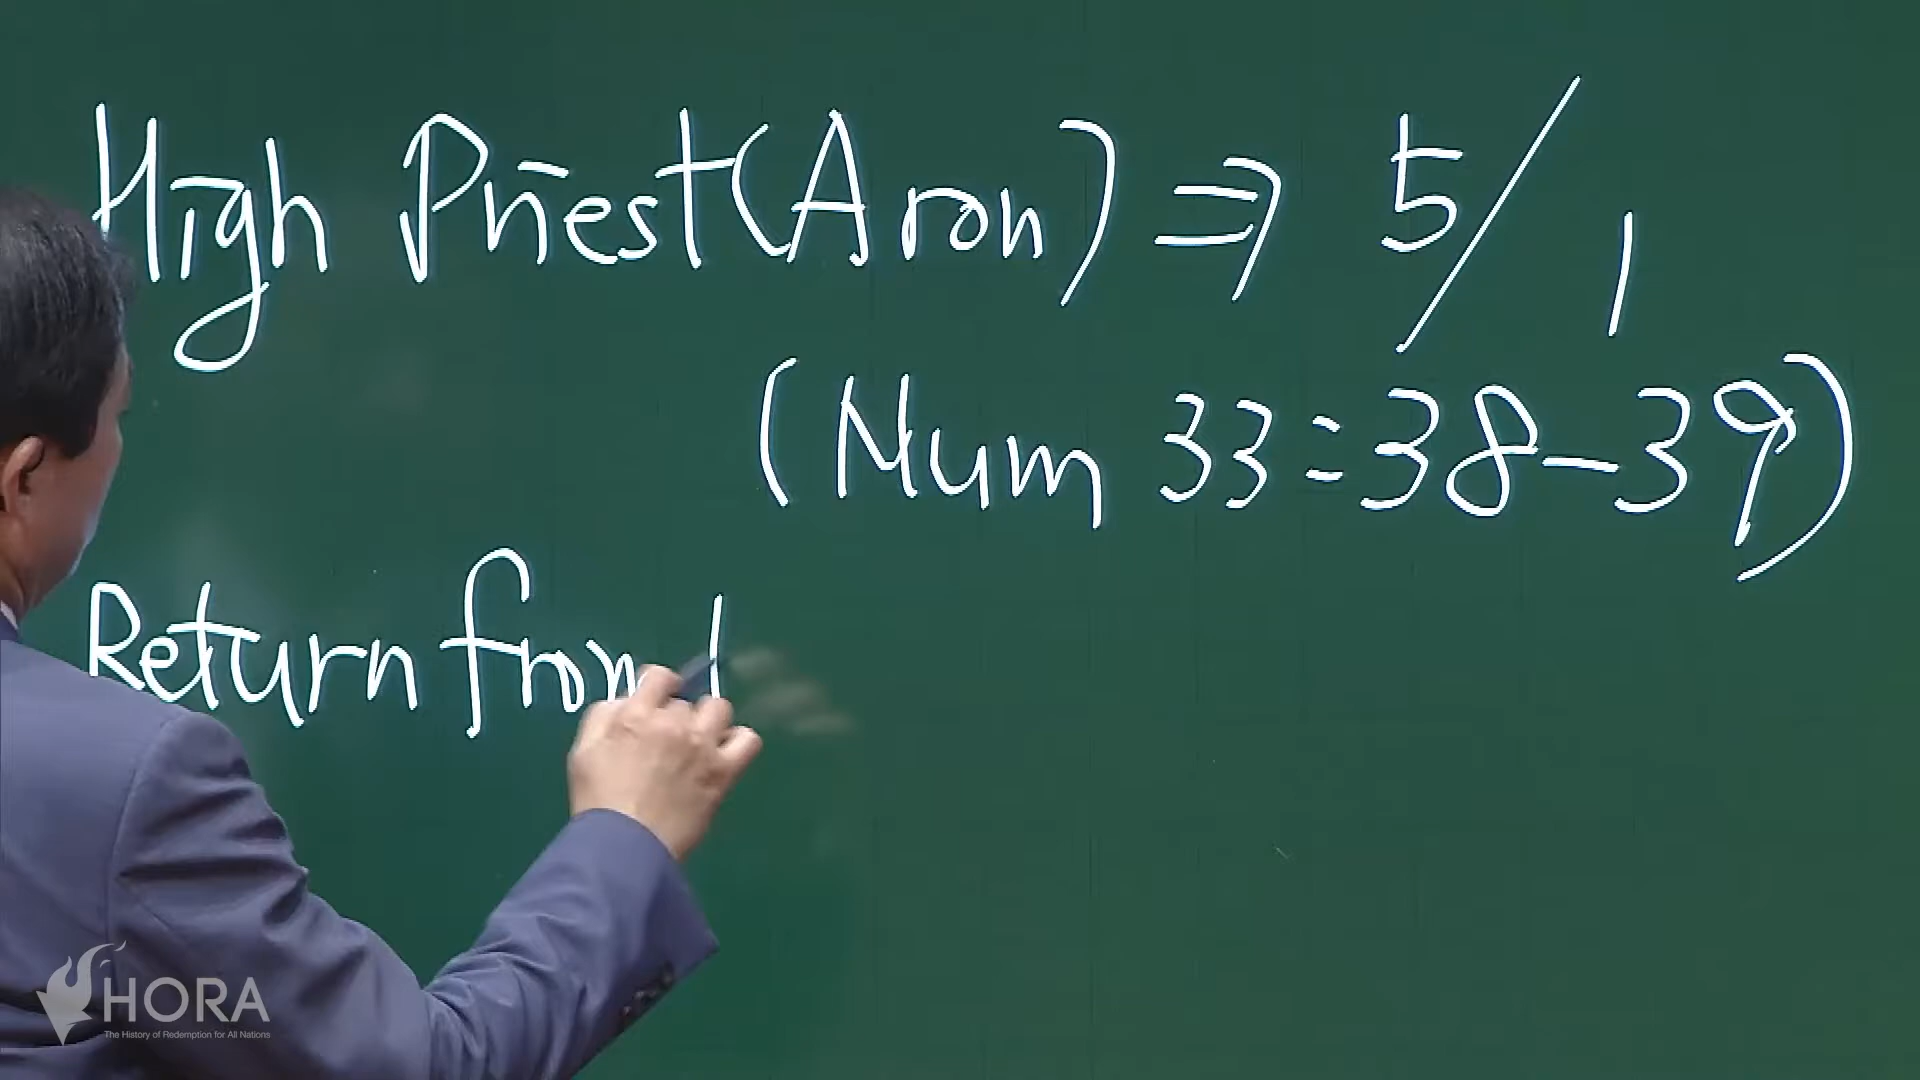 High Priest(Aron) ⇒ 5/1
(Num 33:38-39)
Return from
HORA
The History of Redemption for All Nations